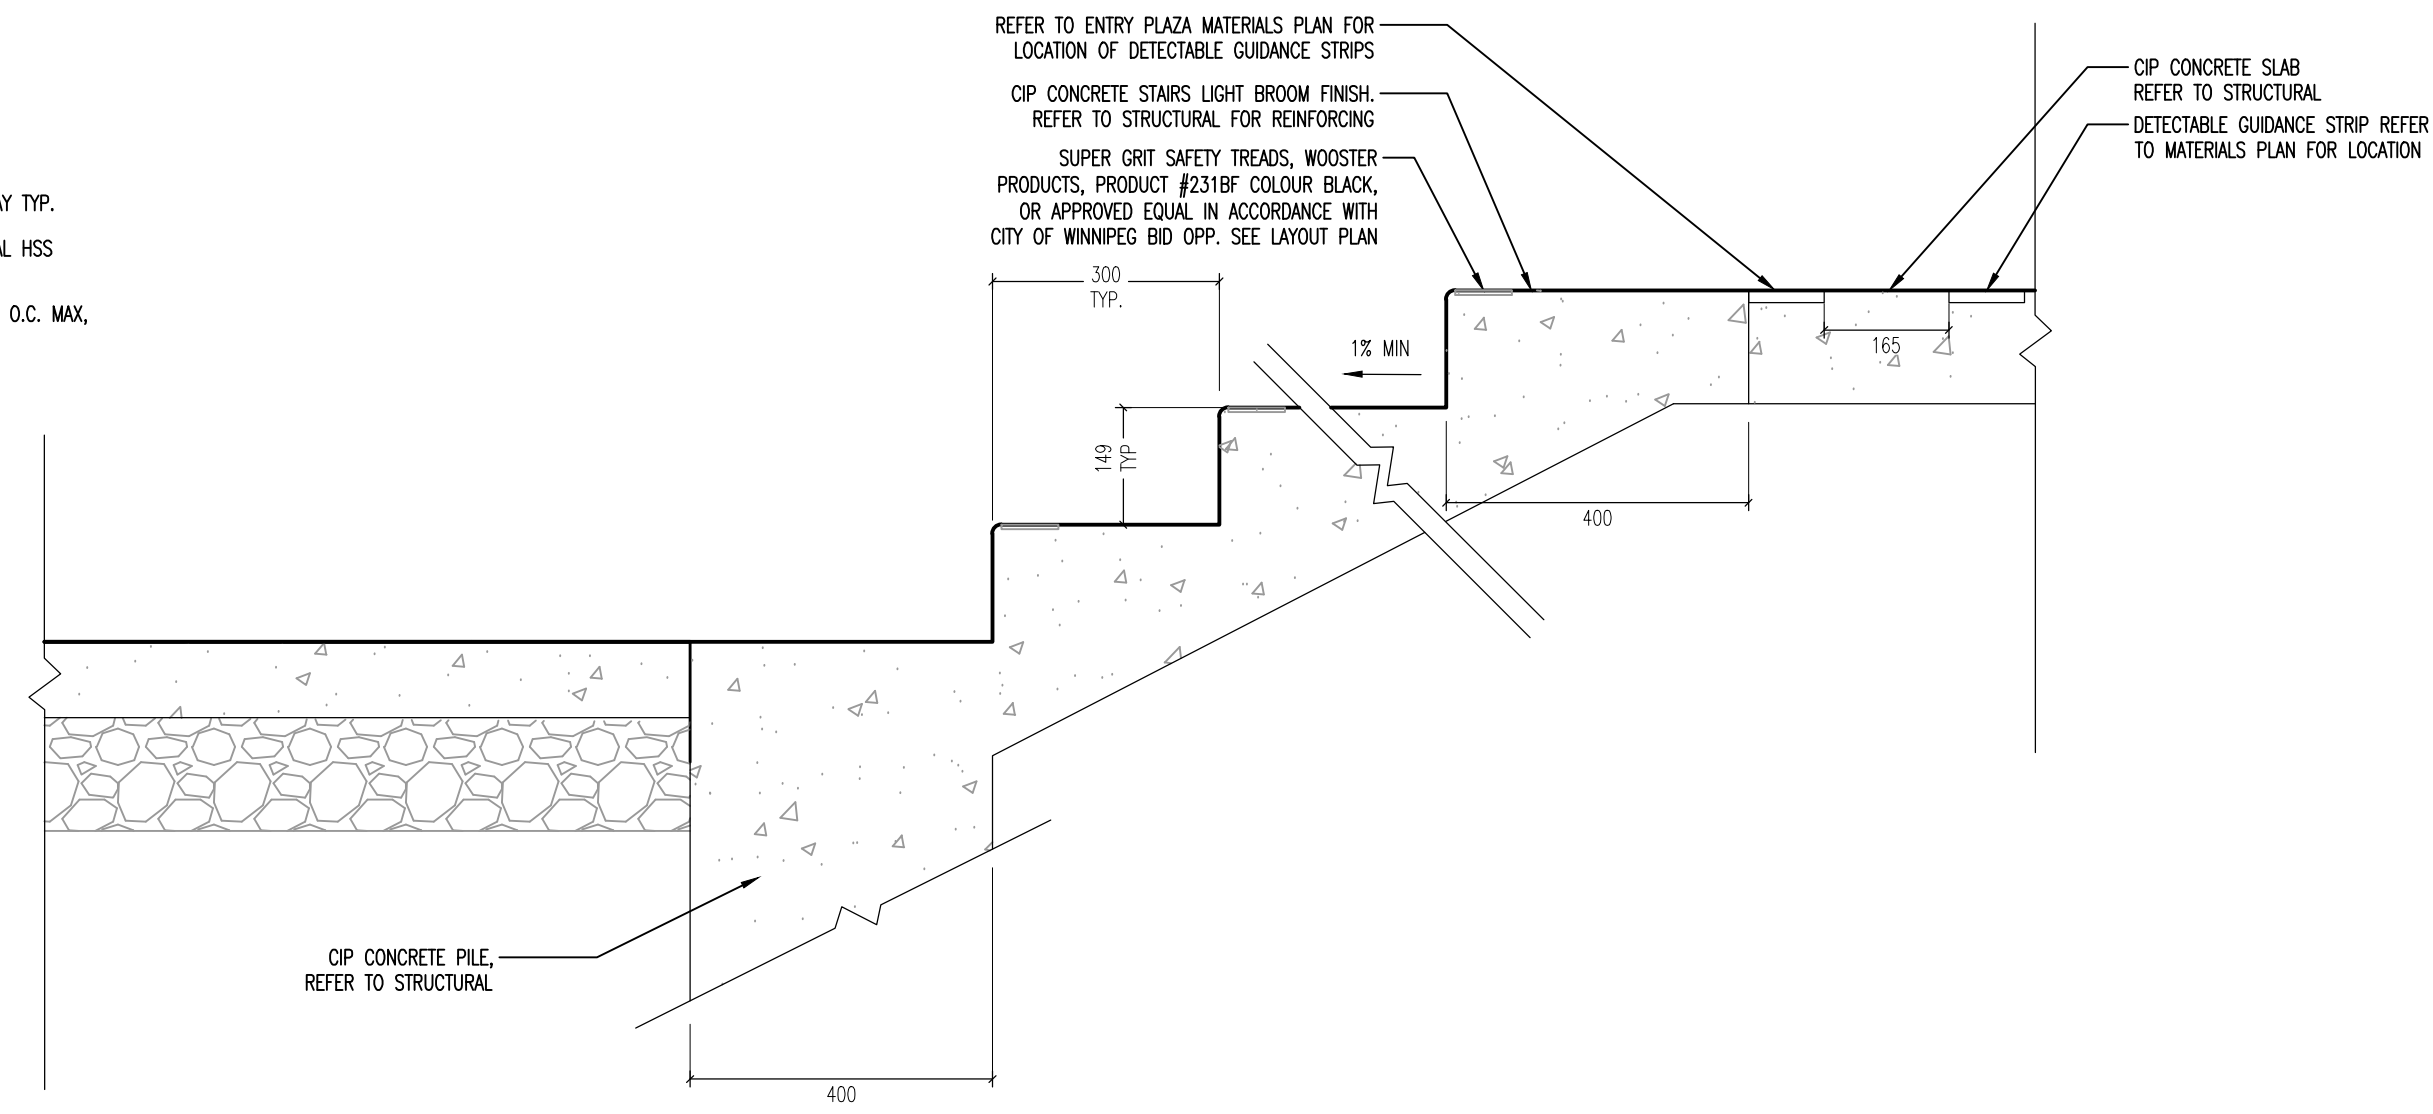 REFER TO ENTRY PLAZA MATERIALS PLAN FOR
LOCATION OF DETECTABLE GUIDANCE STRIPS
CIP CONCRETE STAIRS LIGHT BROOM FINISH.
REFER TO STRUCTURAL FOR REINFORCING
SUPER GRIT SAFETY TREADS, WOOSTER
PRODUCTS, PRODUCT #231BF COLOUR BLACK,
OR APPROVED EQUAL IN ACCORDANCE WITH
CITY OF WINNIPEG BID OPP. SEE LAYOUT PLAN
CIP CONCRETE SLAB
REFER TO STRUCTURAL
DETECTABLE GUIDANCE STRIP REFER
TO MATERIALS PLAN FOR LOCATION
TYP.
HSS
O.C. MAX,
300
TYP.
1% MIN
165
149
TYP
400
CIP CONCRETE PILE,
REFER TO STRUCTURAL
400